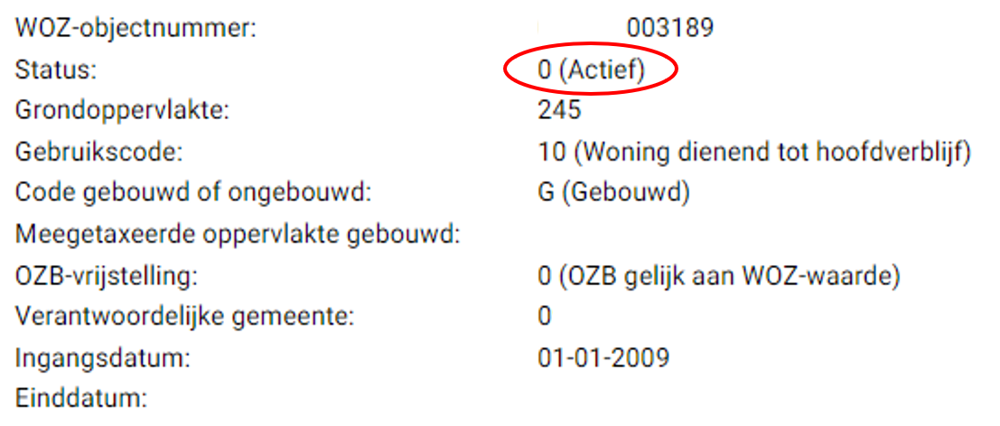 WOZ-objectnummer: 003189
Status: 0 (Actief)
Grondoppervlakte: 245
Gebruikscode: 10 (Woning dienend tot hoofdverblijf)
Code gebouwd of ongebouwd: G (Gebouwd)
Meegetaxeerde oppervlakte gebouwd:
OZB-vrijstelling: 0 (OZB gelijk aan WOZ-waarde)
Verantwoordelijke gemeente: 0
Ingangsdatum: 01-01-2009
Einddatum: